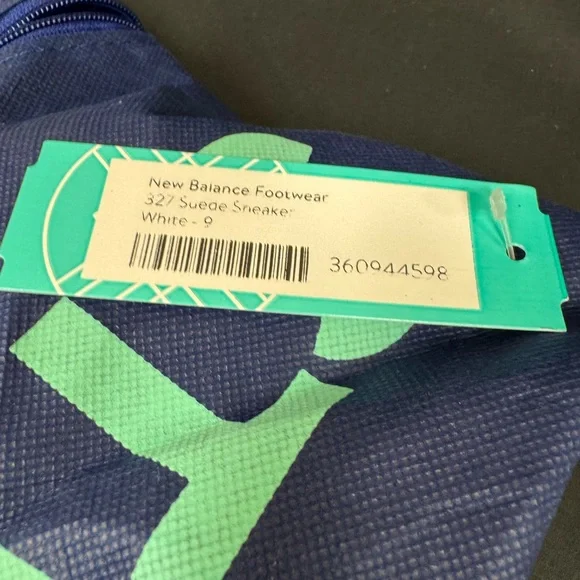 New Balance Footwear
327 Suede Sneaker
White - 9
360944598